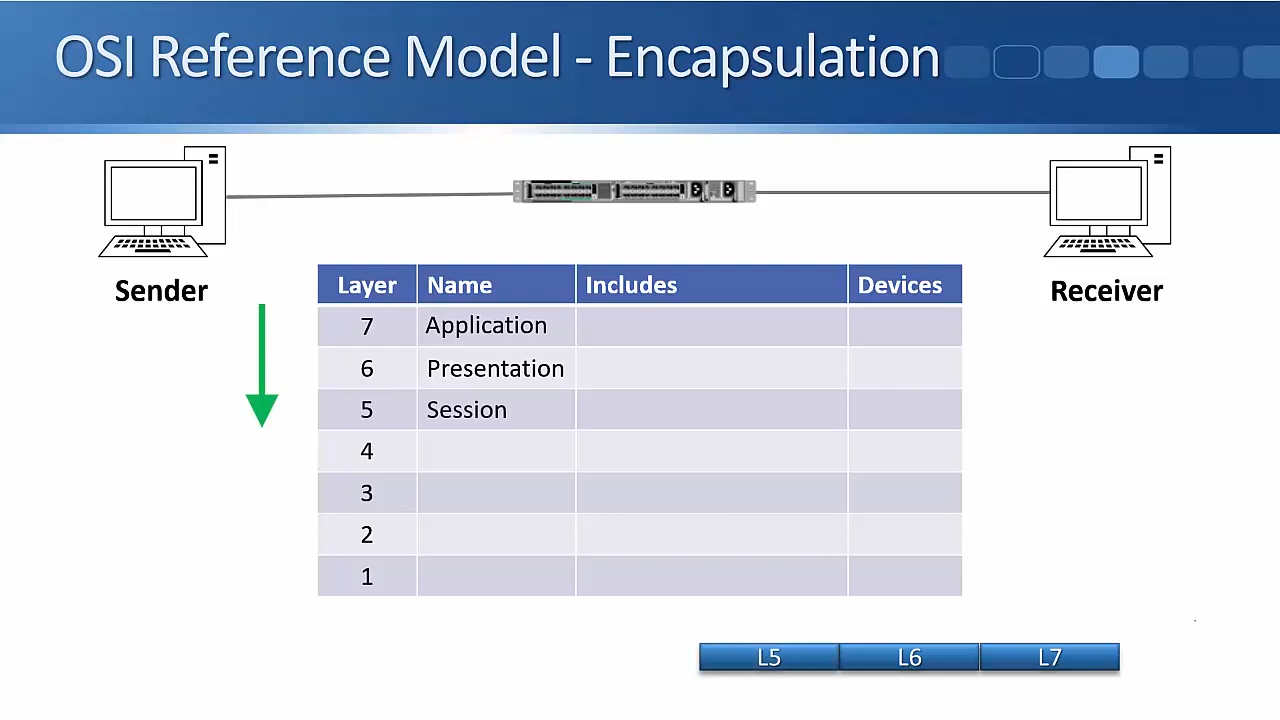 OSI Reference Model - Encapsulation
Sender
Receiver
Layer Name Includes Devices
7 Application
6 Presentation
5 Session
4
3
2
1
L5 L6 L7